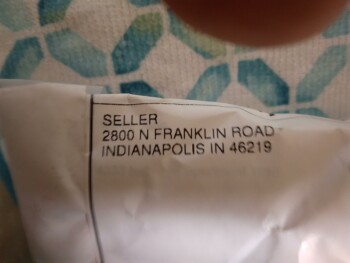 SELLER
2800 N FRANKLIN ROAD
INDIANAPOLIS IN 46219